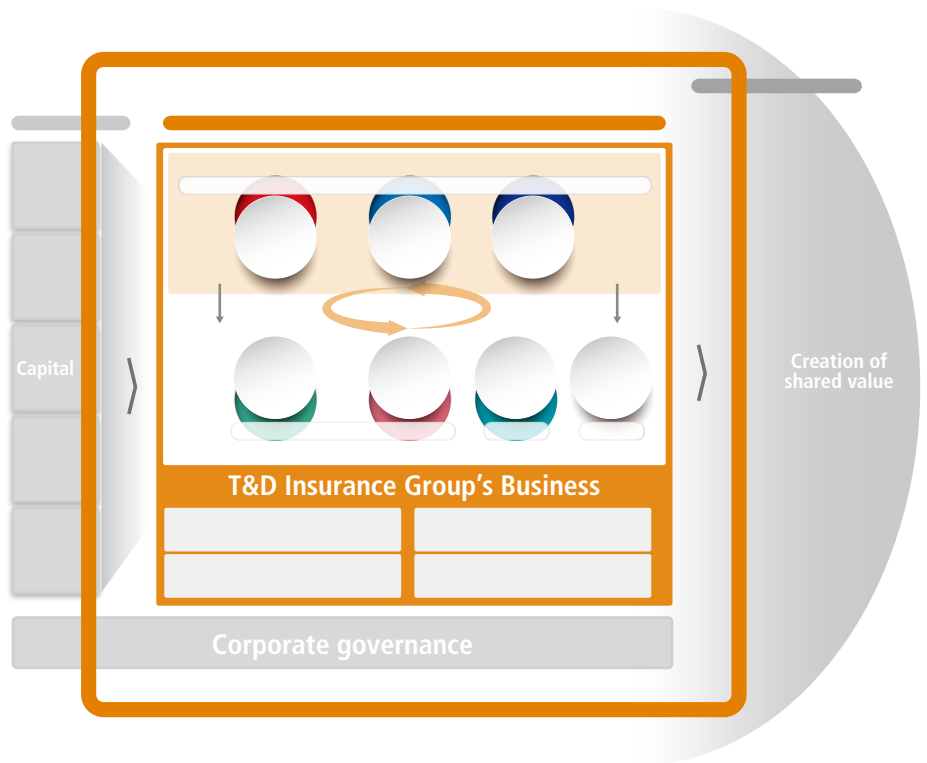 Capital
Creation of
shared value
T&D Insurance Group's Business
Corporate governance